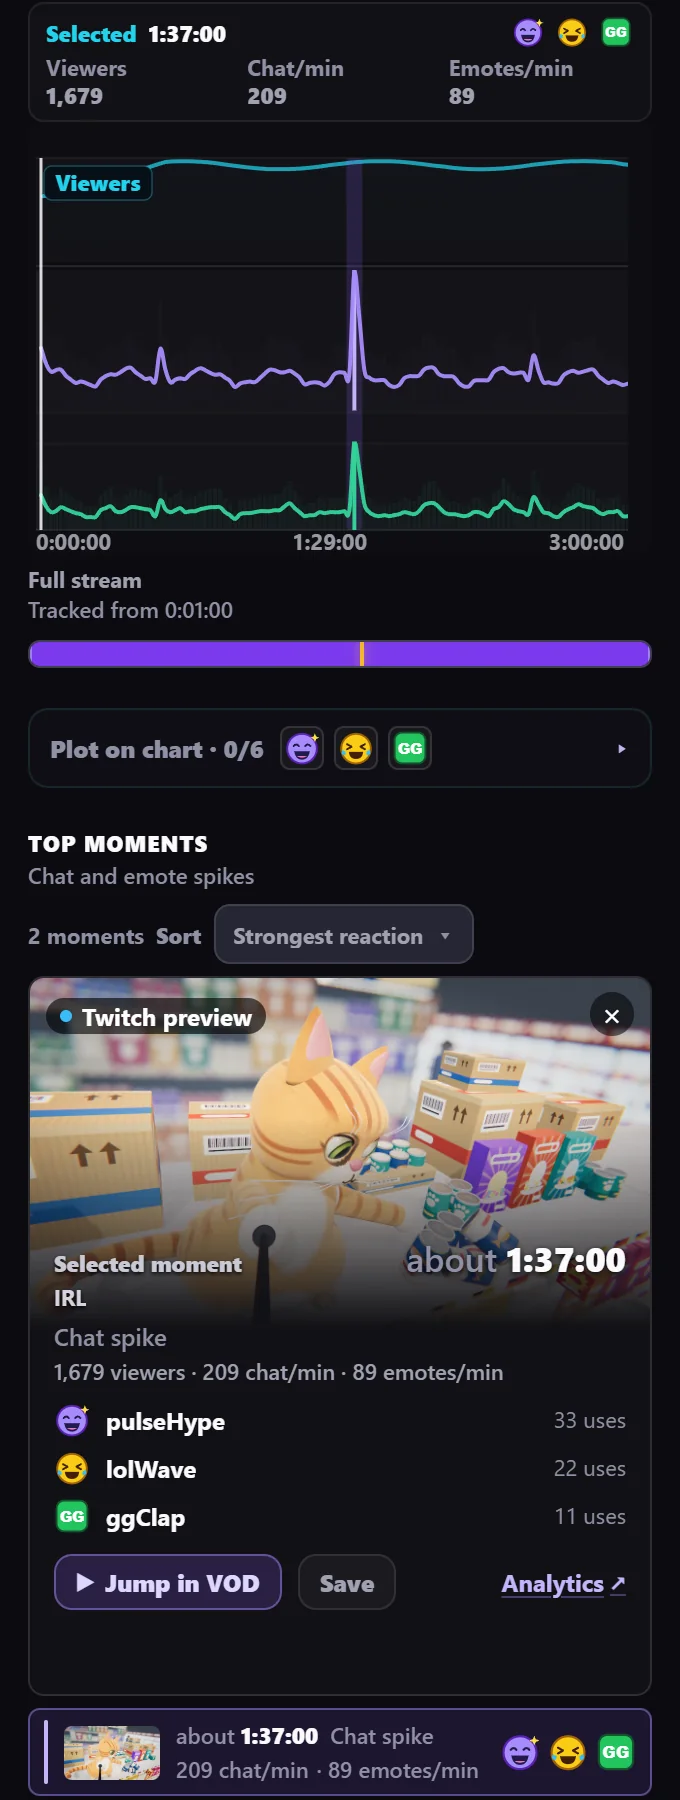 Selected 1:37:00 GG
Viewers Chat/min Emotes/min
1,679 209 89
Viewers
0:00:00 1:29:00 3:00:00
Full stream
Tracked from 0:01:00
Plot on chart · 0/6 GG
TOP MOMENTS
Chat and emote spikes
2 moments Sort Strongest reaction
Twitch preview
Selected moment about 1:37:00
IRL
Chat spike
1,679 viewers · 209 chat/min · 89 emotes/min
pulseHype 33 uses
lolWave 22 uses
GG ggClap 11 uses
Jump in VOD Save Analytics ↗
about 1:37:00 Chat spike GG
209 chat/min · 89 emotes/min